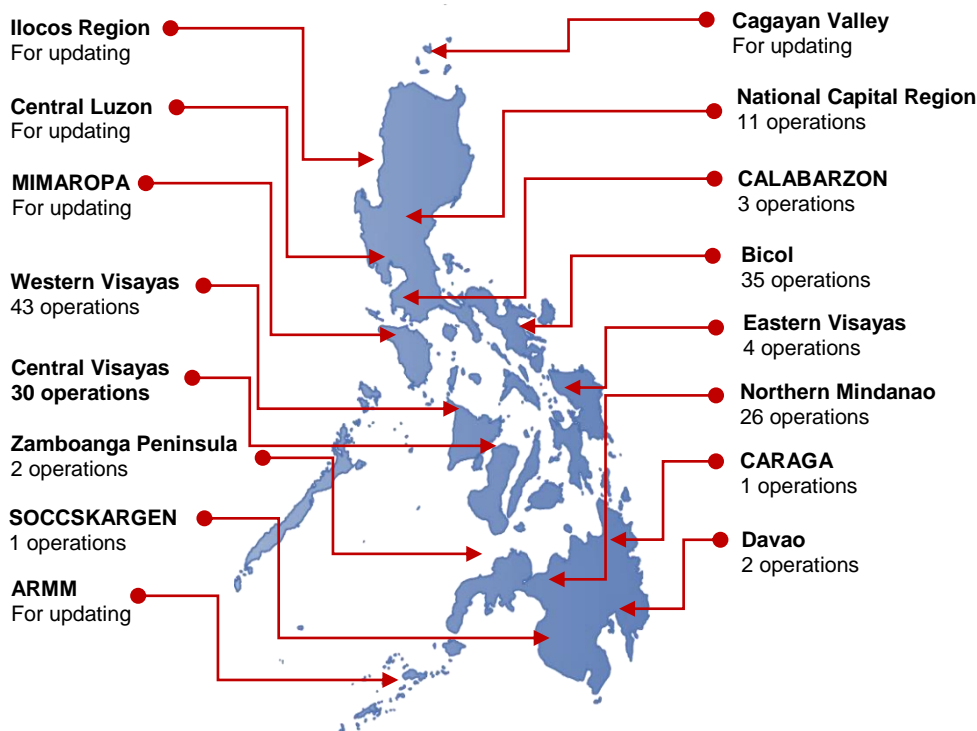 Ilocos Region
For updating
Central Luzon
For updating
MIMAROPA
For updating
Western Visayas
43 operations
Central Visayas
30 operations
Zamboanga Peninsula
2 operations
SOCCSKARGEN
1 operations
ARMM
For updating
Cagayan Valley
For updating
National Capital Region
11 operations
CALABARZON
3 operations
Bicol
35 operations
Eastern Visayas
4 operations
Northern Mindanao
26 operations
CARAGA
1 operations
Davao
2 operations